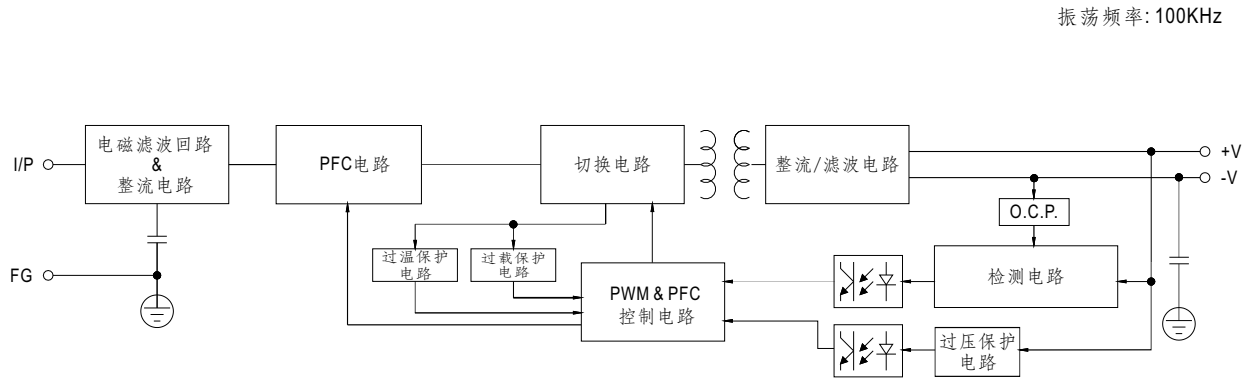 振荡频率: 100KHz
电磁滤波回路
&
整流电路
PFC电路
切换电路
整流/滤波电路
I/P
+V
-V
O.C.P.
FG
过温保护
电路
过载保护
电路
PWM & PFC
控制电路
检测电路
过压保护
电路